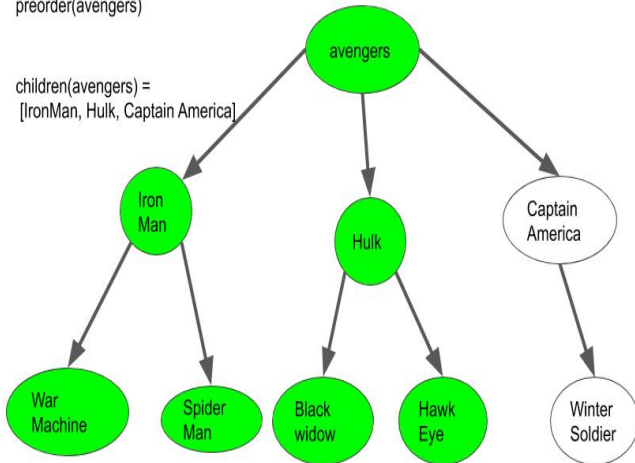 preorder(avengers)
children(avengers) =
[IronMan, Hulk, Captain America]
avengers
Iron
Man
Hulk
Captain
America
War
Machine
Spider
Man
Black
widow
Hawk
Eye
Winter
Soldier